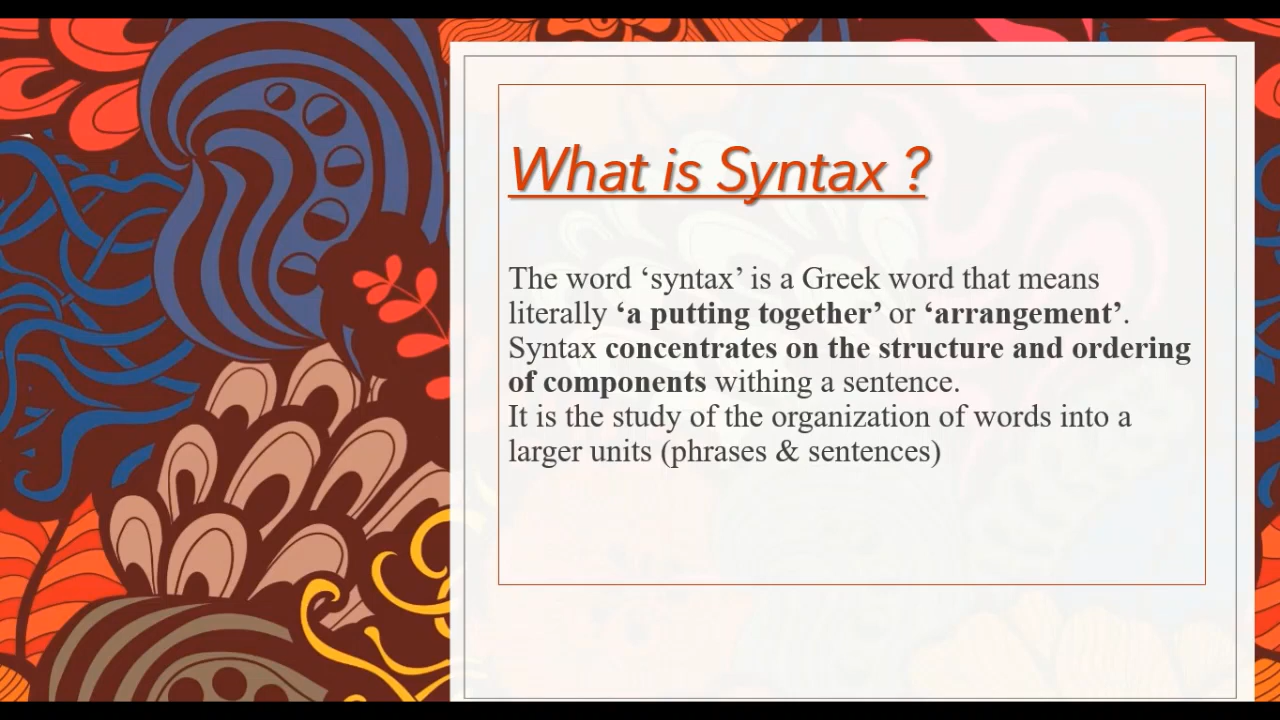 What is Syntax ?
The word ‘syntax’ is a Greek word that means
literally ‘a putting together’ or ‘arrangement’.
Syntax concentrates on the structure and ordering
of components withing a sentence.
It is the study of the organization of words into a
larger units (phrases & sentences)